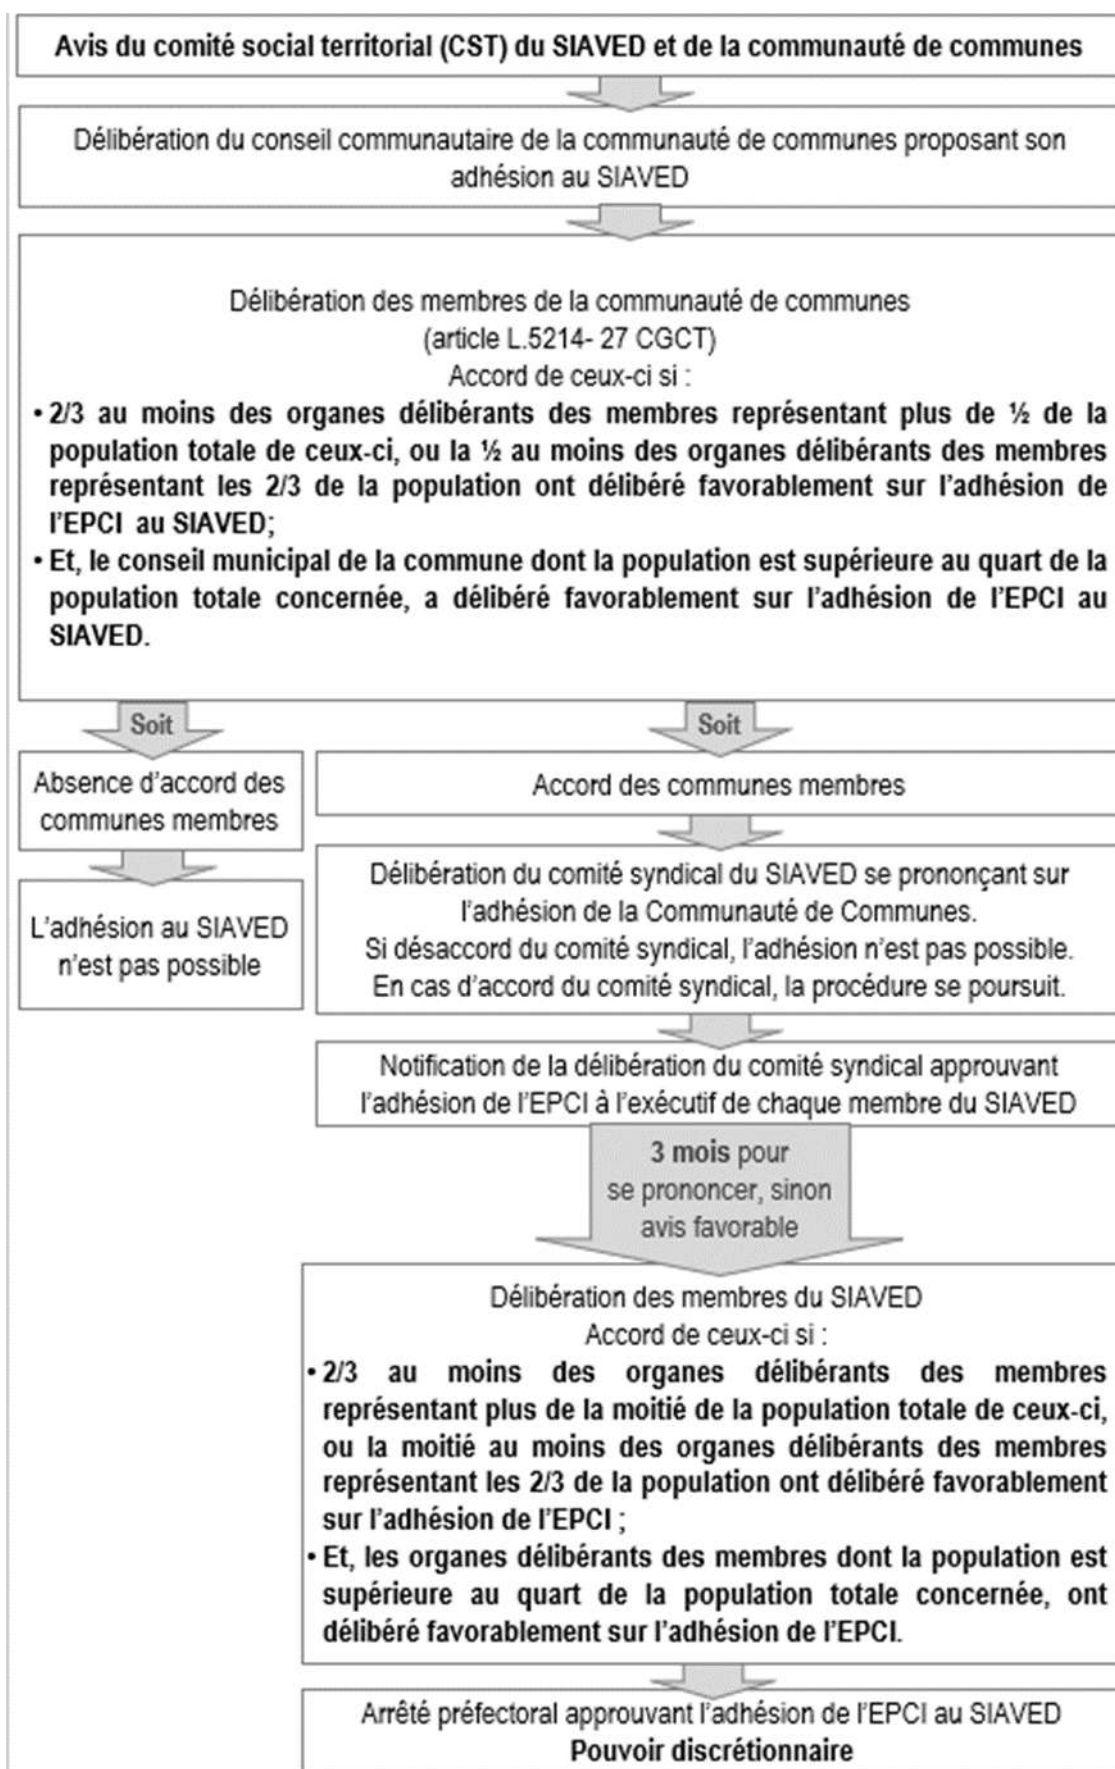 Avis du comité social territorial (CST) du SIAVED et de la communauté de communes
Délibération du conseil communautaire de la communauté de communes proposant son
adhésion au SIAVED
Délibération des membres de la communauté de communes
(article L.5214- 27 CGCT)
Accord de ceux-ci si :
• 2/3 au moins des organes délibérants des membres représentant plus de ½ de la
population totale de ceux-ci, ou la ½ au moins des organes délibérants des membres
représentant les 2/3 de la population ont délibéré favorablement sur l'adhésion de
l'EPCI au SIAVED;
• Et, le conseil municipal de la commune dont la population est supérieure au quart de la
population totale concernée, a délibéré favorablement sur l'adhésion de l'EPCI au
SIAVED.
Soit
Absence d'accord des
communes membres
L'adhésion au SIAVED
n'est pas possible
Soit
Accord des communes membres
Délibération du comité syndical du SIAVED se prononçant sur
l'adhésion de la Communauté de Communes.
Si désaccord du comité syndical, l'adhésion n'est pas possible.
En cas d'accord du comité syndical, la procédure se poursuit.
Notification de la délibération du comité syndical approuvant
l'adhésion de l'EPCI à l'exécutif de chaque membre du SIAVED
3 mois pour
se prononcer, sinon
avis favorable
Délibération des membres du SIAVED
Accord de ceux-ci si :
• 2/3 au moins des organes délibérants des membres
représentant plus de la moitié de la population totale de ceux-ci,
ou la moitié au moins des organes délibérants des membres
représentant les 2/3 de la population ont délibéré favorablement
sur l'adhésion de l'EPCI ;
• Et, les organes délibérants des membres dont la population est
supérieure au quart de la population totale concernée, ont
délibéré favorablement sur l'adhésion de l'EPCI.
Arrêté préfectoral approuvant l'adhésion de l'EPCI au SIAVED
Pouvoir discrétionnaire